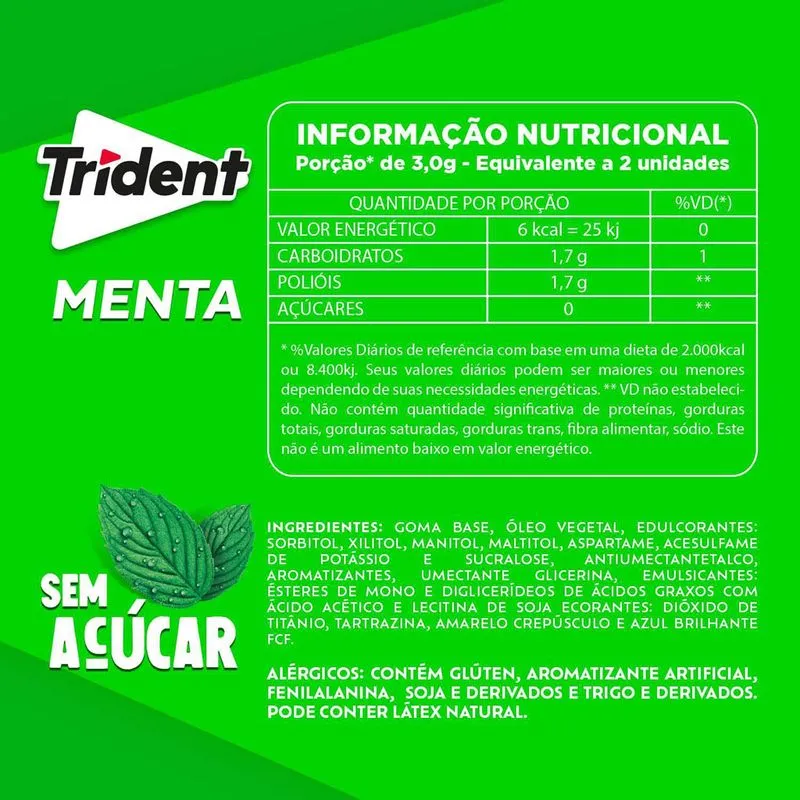 Trident
MENTA
INFORMAÇÃO NUTRICIONAL
Porção* de 3,0g - Equivalente a 2 unidades
QUANTIDADE POR PORÇÃO %VD(*)
VALOR ENERGÉTICO 6 kcal = 25 kj 0
CARBOIDRATOS 1,7 g 1
POLIÓIS 1,7 g **
AÇÚCARES 0 **
* %Valores Diários de referência com base em uma dieta de 2.000kcal
ou 8.400kj. Seus valores diários podem ser maiores ou menores
dependendo de suas necessidades energéticas. ** VD não estabeleci-
do. Não contém quantidade significativa de proteínas, gorduras
totais, gorduras saturadas, gorduras trans, fibra alimentar, sódio. Este
não é um alimento baixo em valor energético.
SEM
AÇÚCAR
INGREDIENTES: GOMA BASE, ÓLEO VEGETAL, EDULCORANTES:
SORBITOL, XILITOL, MANITOL, MALTITOL, ASPARTAME, ACESULFAME
DE POTÁSSIO E SUCRALOSE, ANTIUMECTANTETALCO,
AROMATIZANTES, UMECTANTE GLICERINA, EMULSICANTES:
ÉSTERES DE MONO E DIGLICERÍDEOS DE ÁCIDOS GRAXOS COM
ÁCIDO ACÉTICO E LECITINA DE SOJA ECORANTES: DIÓXIDO DE
TITÂNIO, TARTRAZINA, AMARELO CREPÚSCULO E AZUL BRILHANTE
FCF.
ALÉRGICOS: CONTÉM GLÚTEN, AROMATIZANTE ARTIFICIAL,
FENILALANINA, SOJA E DERIVADOS E TRIGO E DERIVADOS.
PODE CONTER LÁTEX NATURAL.